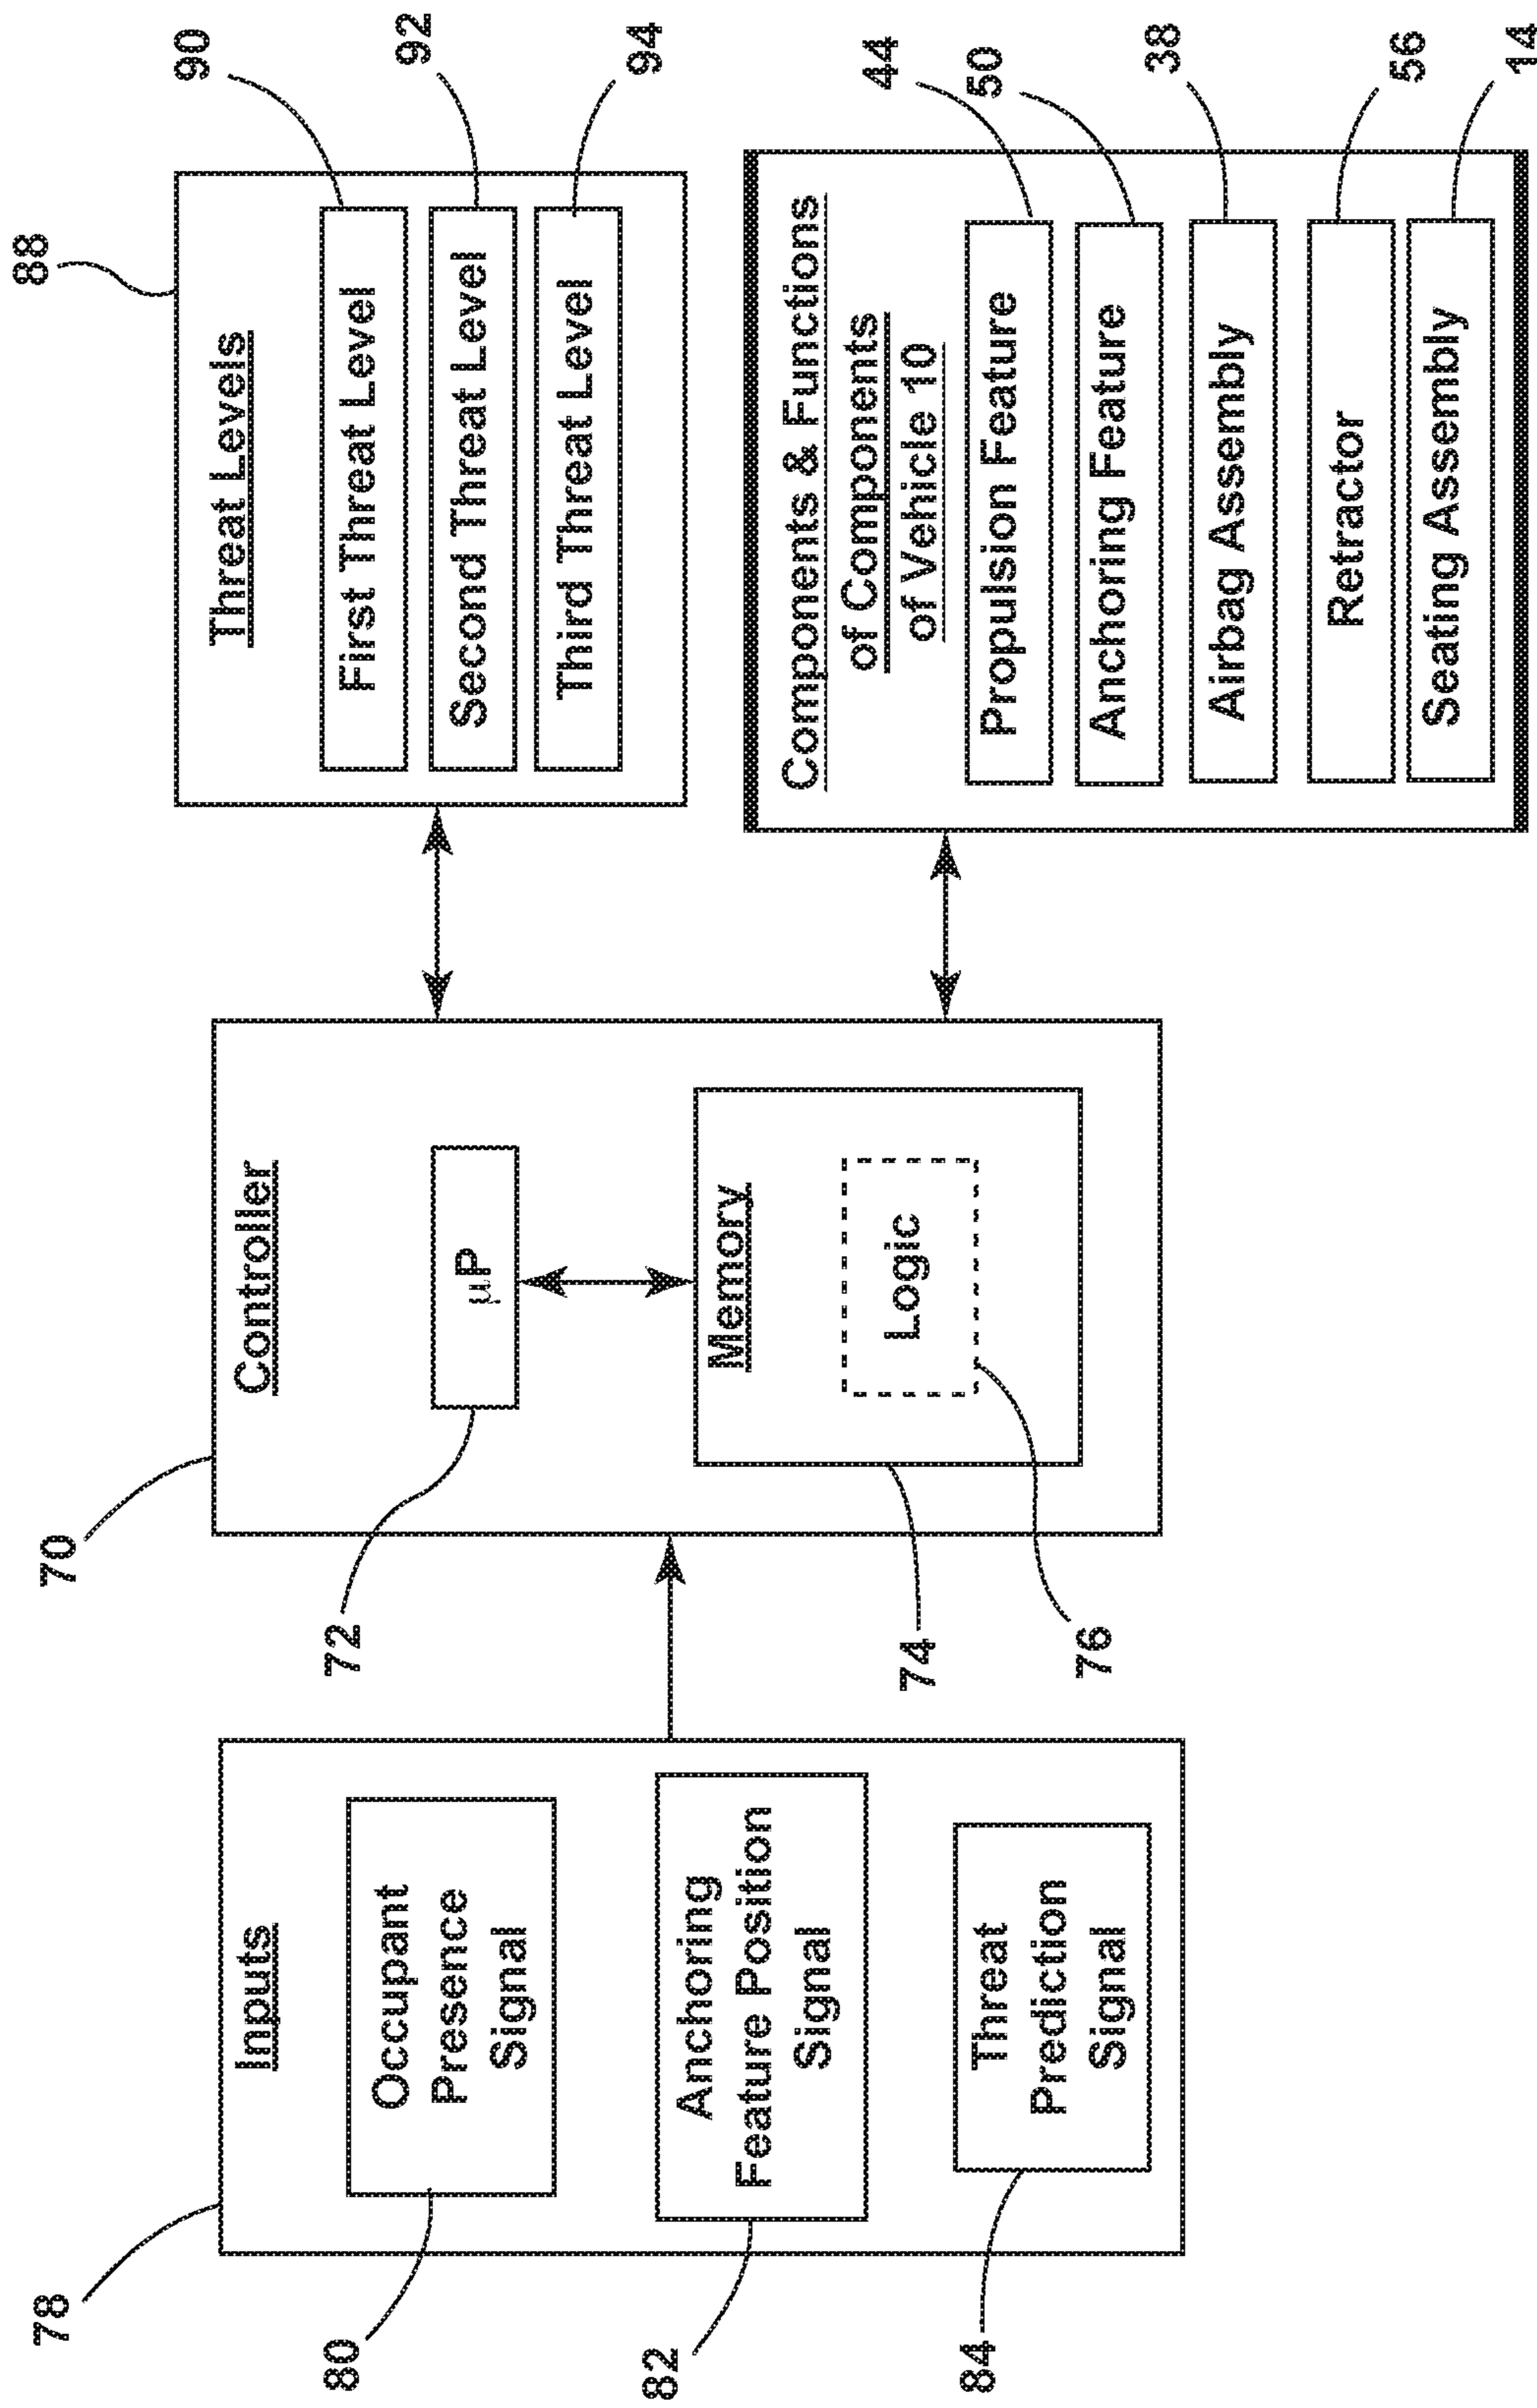 78
Inputs
80
Occupant
Presence
Signal
82
Anchoring
Feature Position
Signal
84
Threat
Prediction
Signal
70
Controller
72
μP
74
Memory
76
Logic
88
Threat Levels
First Threat Level
90
Second Threat Level
92
Third Threat Level
94
Components & Functions
of Components
of Vehicle 10
Propulsion Feature
44
Anchoring Feature
50
Airbag Assembly
38
Retractor
56
Seating Assembly
14